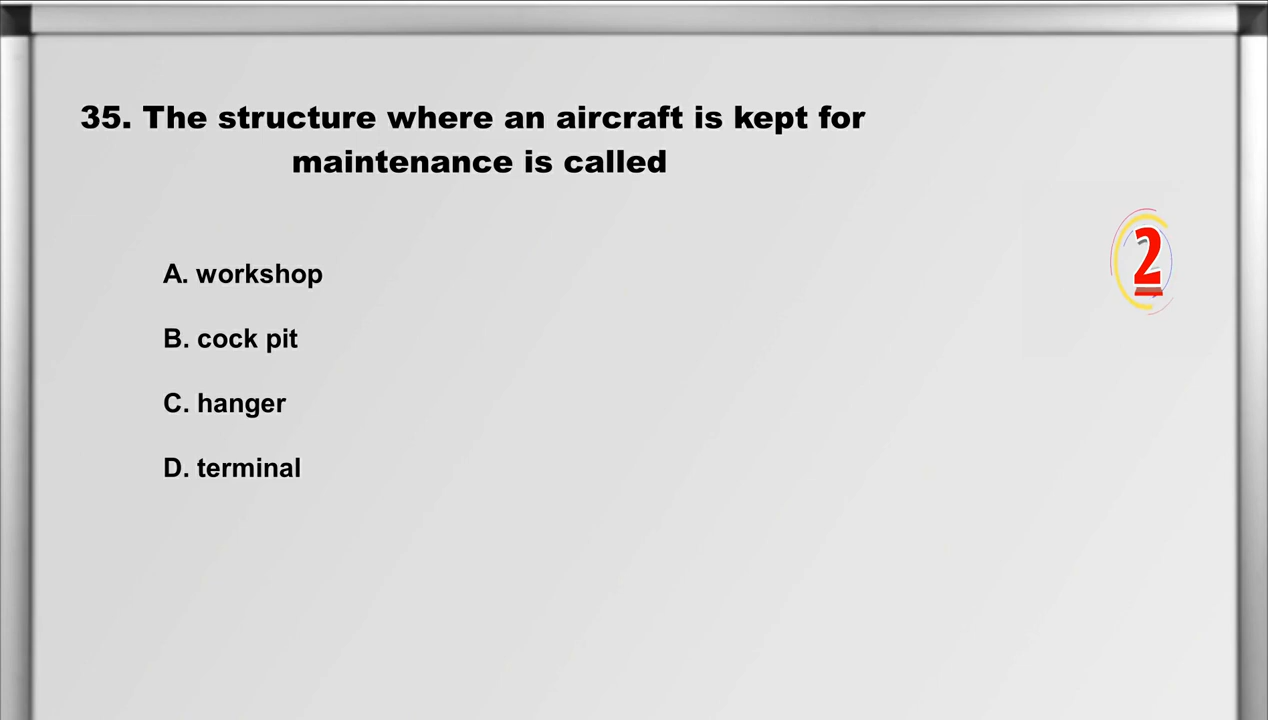 35. The structure where an aircraft is kept for
maintenance is called
2
A. workshop
B. cock pit
C. hanger
D. terminal